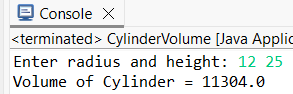 Console
<terminated> CylinderVolume [Java Applic
Enter radius and height: 12 25
Volume of Cylinder = 11304.0